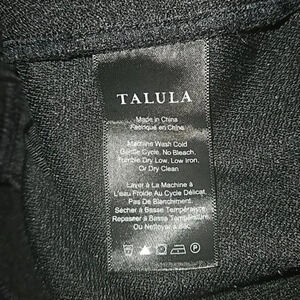 TALULA
Made in China
Fabriqué en Chine
Machine Wash Cold
Gentle Cycle, No Bleach,
Tumble Dry Low, Low Iron,
Or Dry Clean
Laver à La Machine à
L'eau Froide Au Cycle Délicat.
Pas De Blanchiment.
Sécher à Basse Température.
Repasser à Basse Température
Ou Nettoyer à Sec.